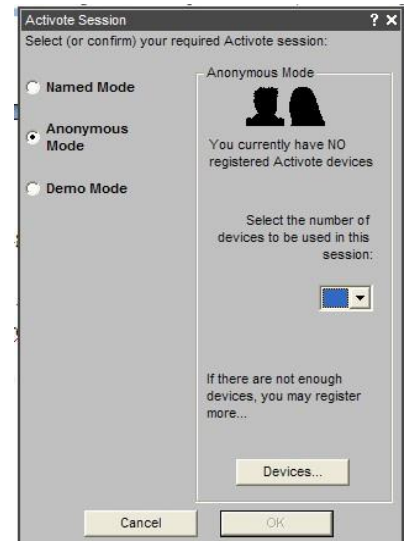 Activote Session
? X
Select (or confirm) your required Activote session:
Named Mode
Anonymous
Mode
Demo Mode
Anonymous Mode
You currently have NO
registered Activote devices
Select the number of
devices to be used in this
session:
If there are not enough
devices, you may register
more...
Devices...
Cancel
OK